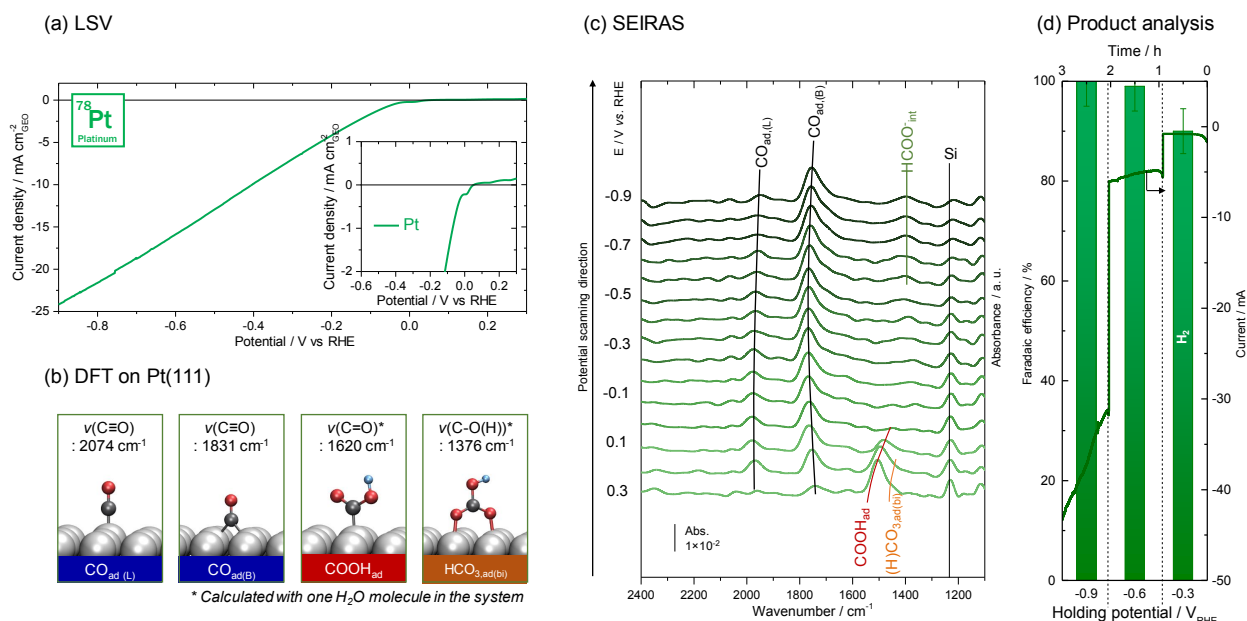 (a) LSV
78
Pt
Platinum
Current density / mA cm-2GEO
0
-5
-10
-15
-20
-25
-0.8
-0.6
-0.4
-0.2
0.0
0.2
Potential / V vs RHE
Current density / mA cm-2GEO
1
0
-1
-2
Pt
-0.6
-0.4
-0.2
0.0
0.2
Potential / V vs RHE
(b) DFT on Pt(111)
ν(C≡O)
: 2074 cm-1
COad (L)
ν(C≡O)
: 1831 cm-1
COad(B)
ν(C=O)*
: 1620 cm-1
COOHad
ν(C-O(H))*
: 1376 cm-1
HCO3,ad(bi)
* Calculated with one H2O molecule in the system
(c) SEIRAS
Potential scanning direction
E / V vs. RHE
-0.9
-0.7
-0.5
-0.3
-0.1
0.1
0.3
COad,(L)
COad,(B)
HCOO-int
Si
COOHad
(H)CO3,ad(bi)
Abs.
1×10-2
Absorbance / a. u.
2400
2200
2000
1800
1600
1400
1200
Wavenumber / cm-1
(d) Product analysis
Time / h
3
2
1
0
Faradaic efficiency / %
100
80
60
40
20
0
H2
0
-10
-20
-30
-40
-50
Current / mA
-0.9
-0.6
-0.3
Holding potential / VRHE